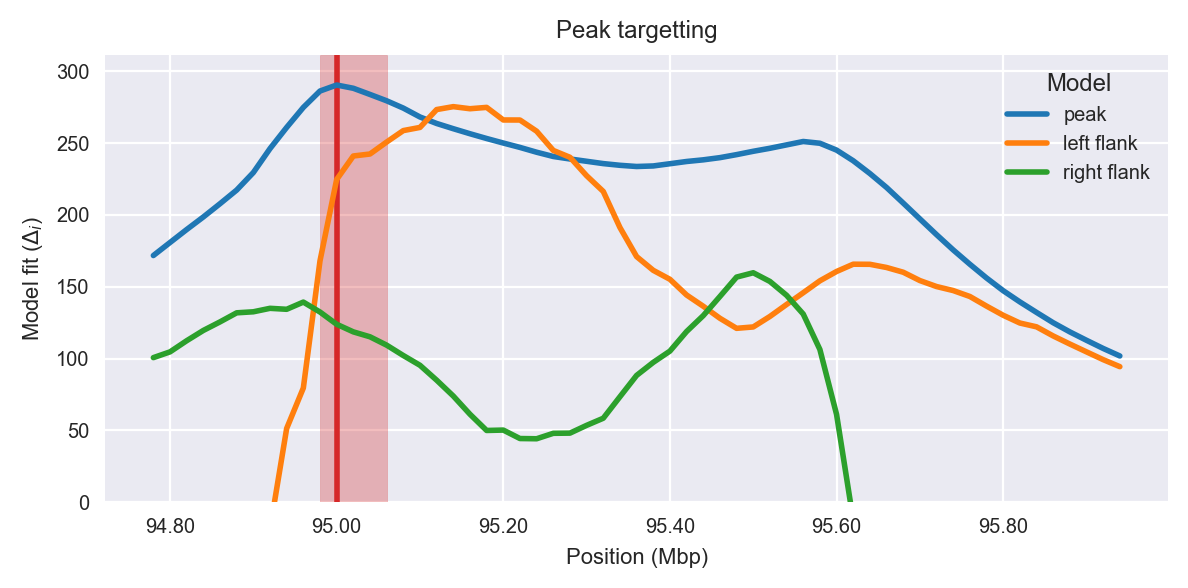 Peak targetting
300
250
200
150
100
50
0
Model fit (Δᵢ)
Model
peak
left flank
right flank
94.80 95.00 95.20 95.40 95.60 95.80
Position (Mbp)